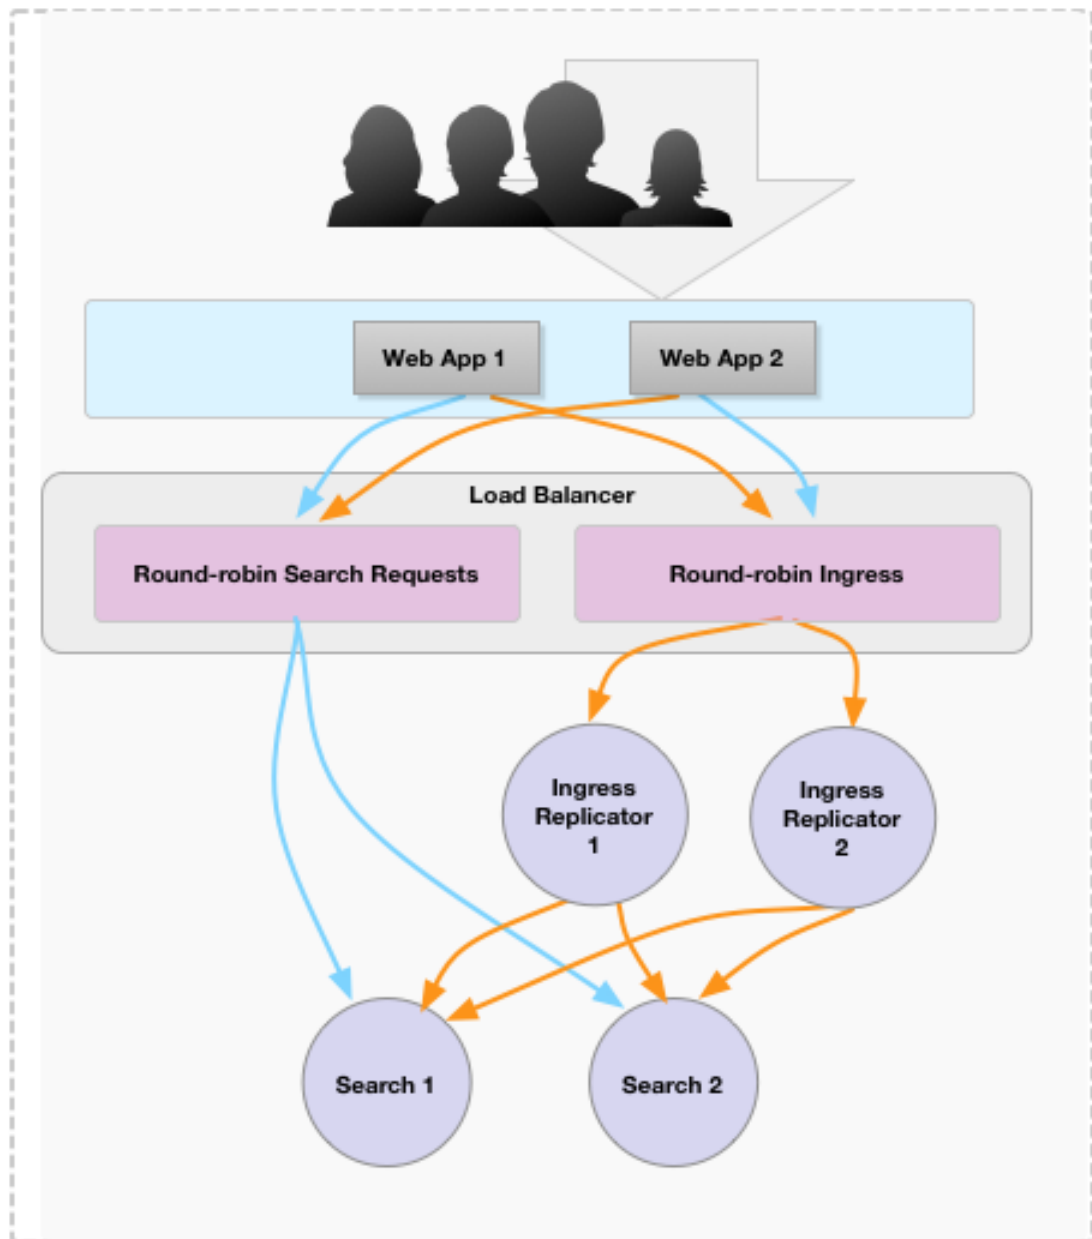 Web App 1
Web App 2
Load Balancer
Round-robin Search Requests
Round-robin Ingress
Ingress
Replicator
1
Ingress
Replicator
2
Search 1
Search 2